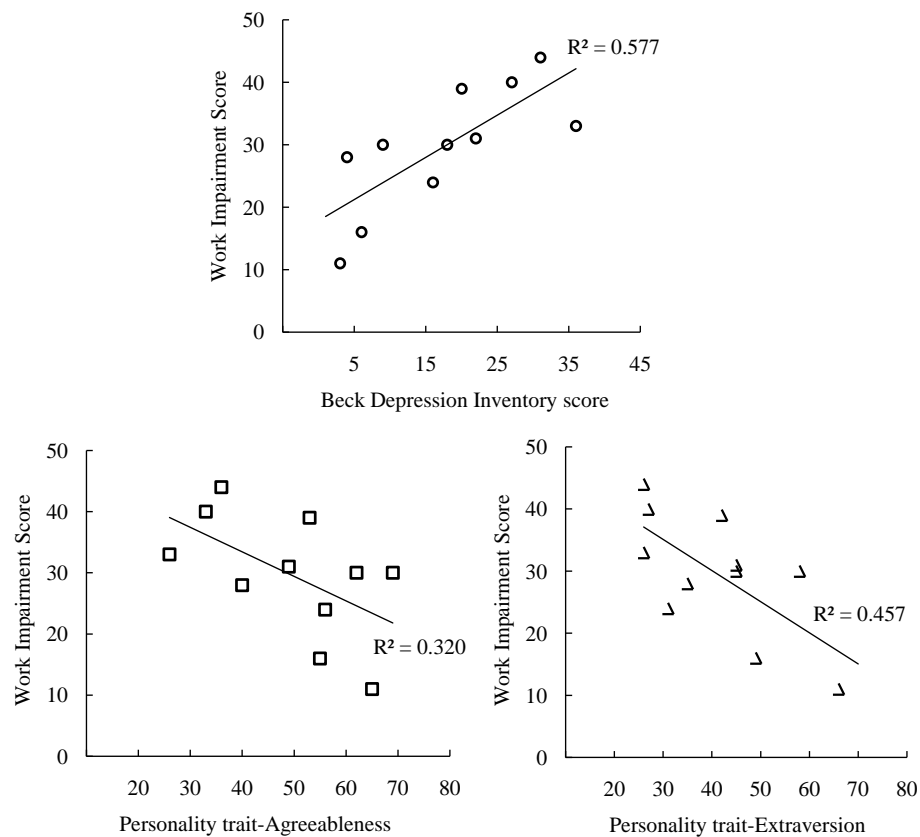 50
40
30
20
10
0
Work Impairment Score
R² = 0.577
5 15 25 35 45
Beck Depression Inventory score
50
40
30
20
10
0
Work Impairment Score
R² = 0.320
20 30 40 50 60 70 80
Personality trait-Agreeableness
50
40
30
20
10
0
Work Impairment Score
R² = 0.457
20 30 40 50 60 70 80
Personality trait-Extraversion